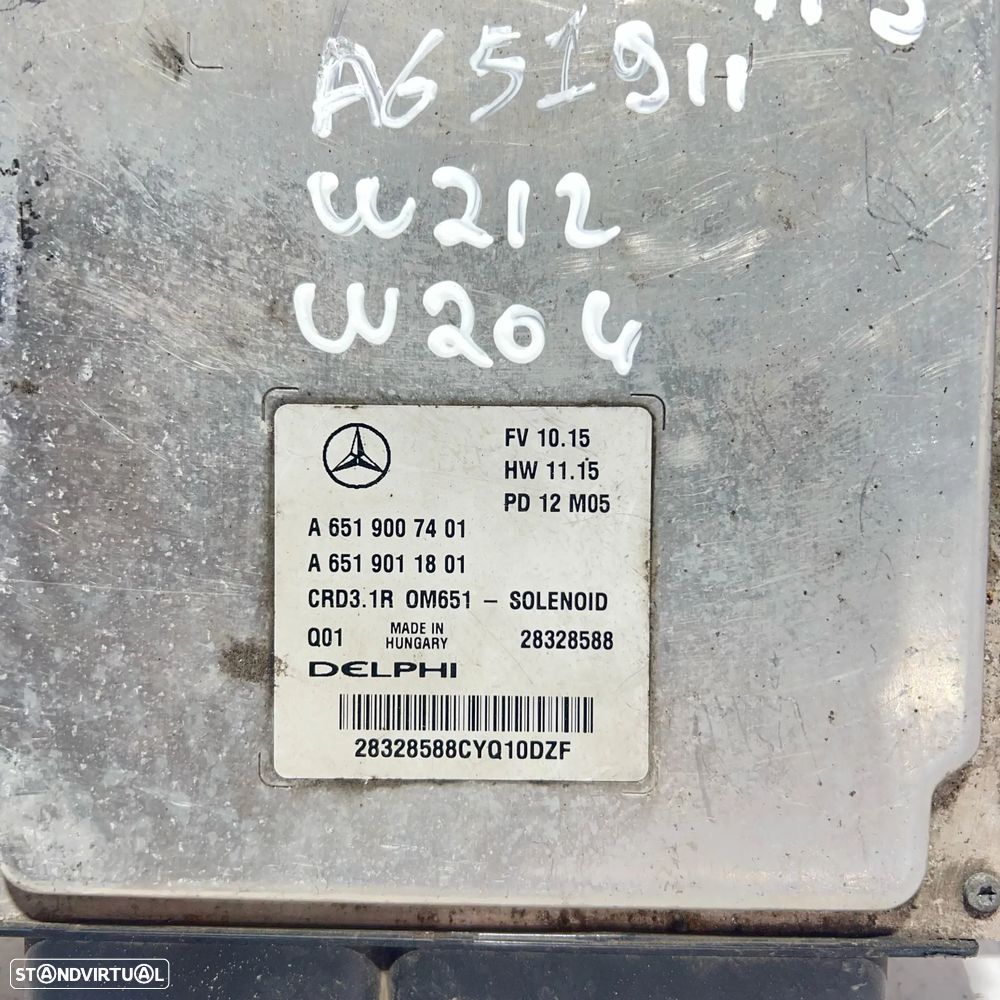 A651911
W212
W204
FV 10.15
HW 11.15
PD 12 M05
A 651 900 74 01
A 651 901 18 01
CRD3.1R OM651 – SOLENOID
Q01 MADE IN HUNGARY 28328588
DELPHI
28328588CYQ10DZF
STANDVIRTUAL